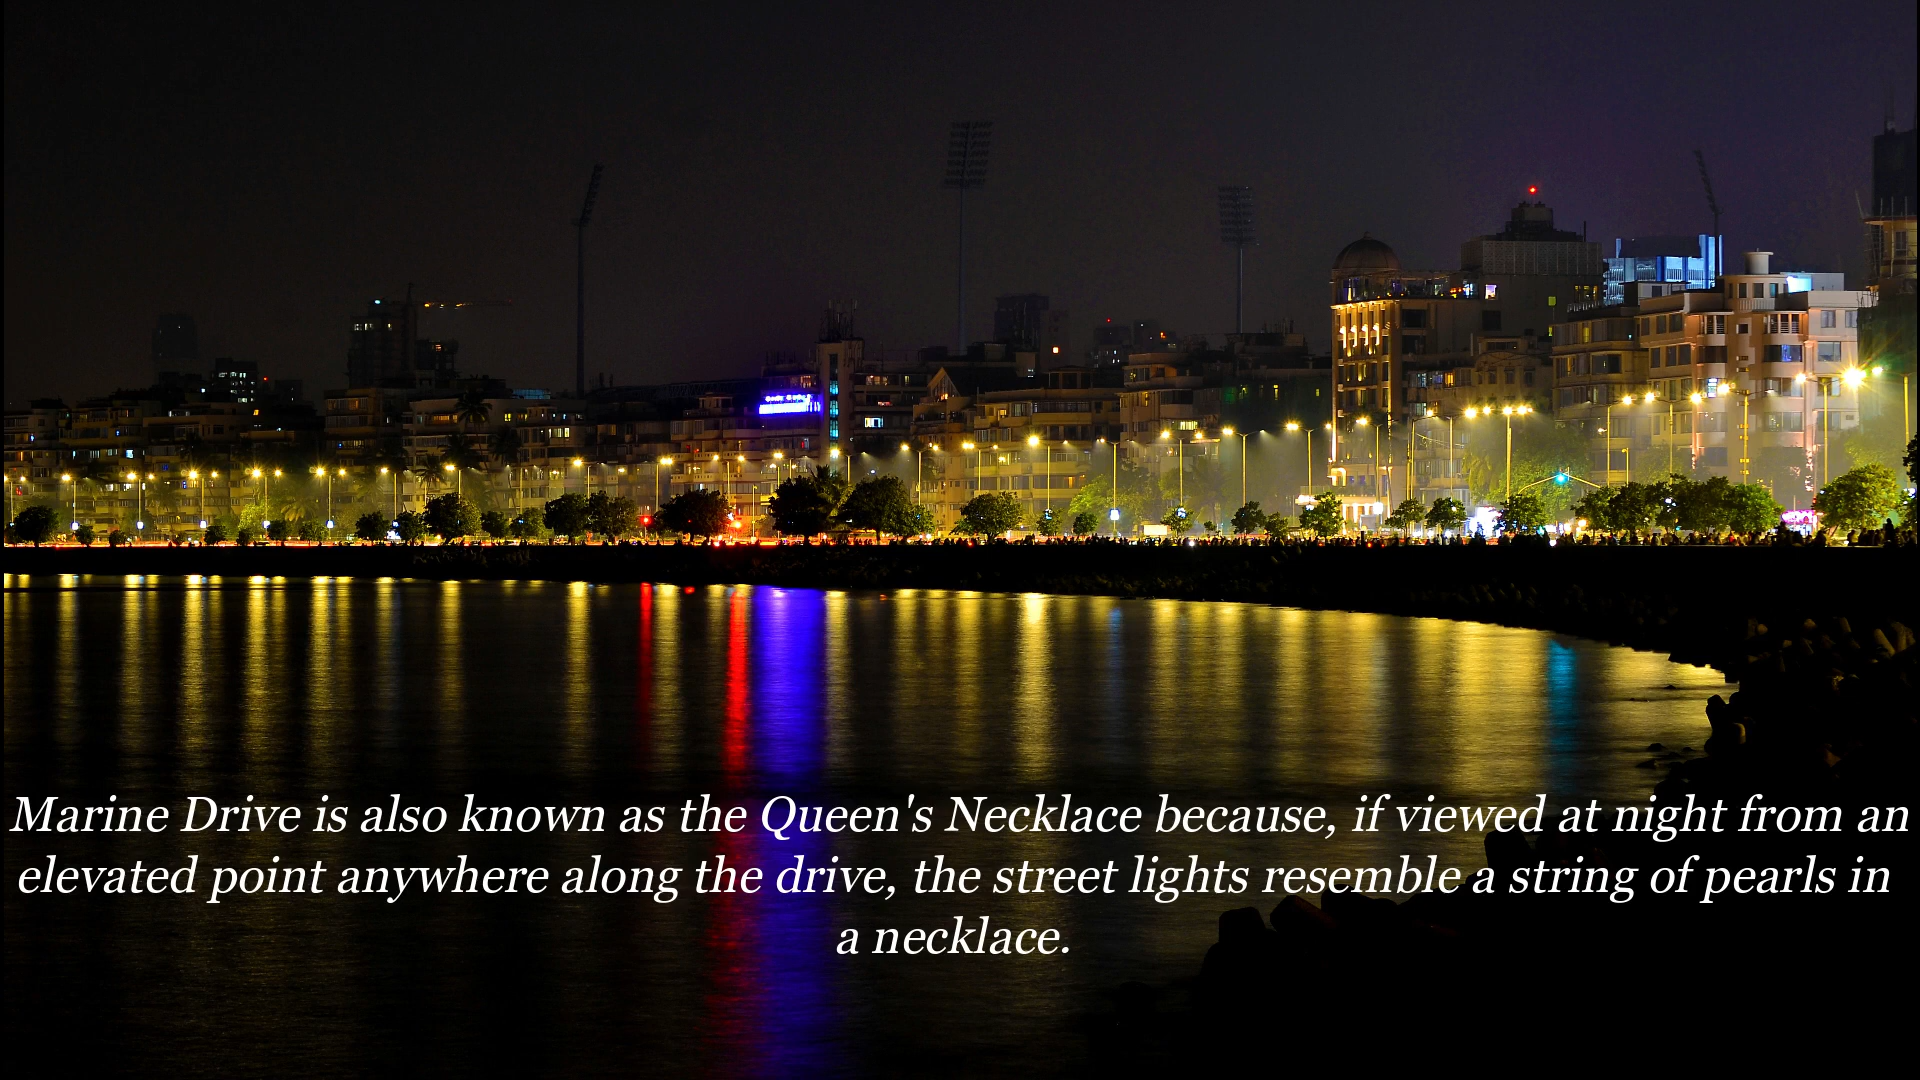 Marine Drive is also known as the Queen's Necklace because, if viewed at night from an
elevated point anywhere along the drive, the street lights resemble a string of pearls in
a necklace.